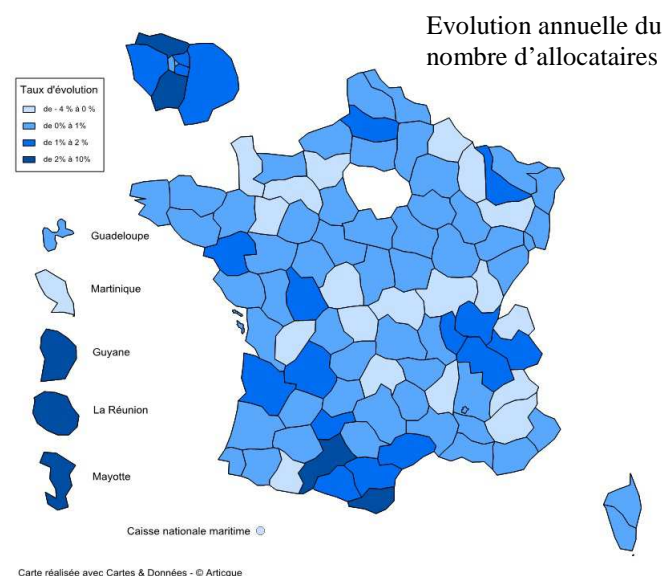 Evolution annuelle du
nombre d’allocataires
Taux d'évolution
de - 4 % à 0 %
de 0% à 1%
de 1% à 2 %
de 2% à 10%
Guadeloupe
Martinique
Guyane
La Réunion
Mayotte
Caisse nationale maritime
Carte réalisée avec Cartes & Données - © Articque